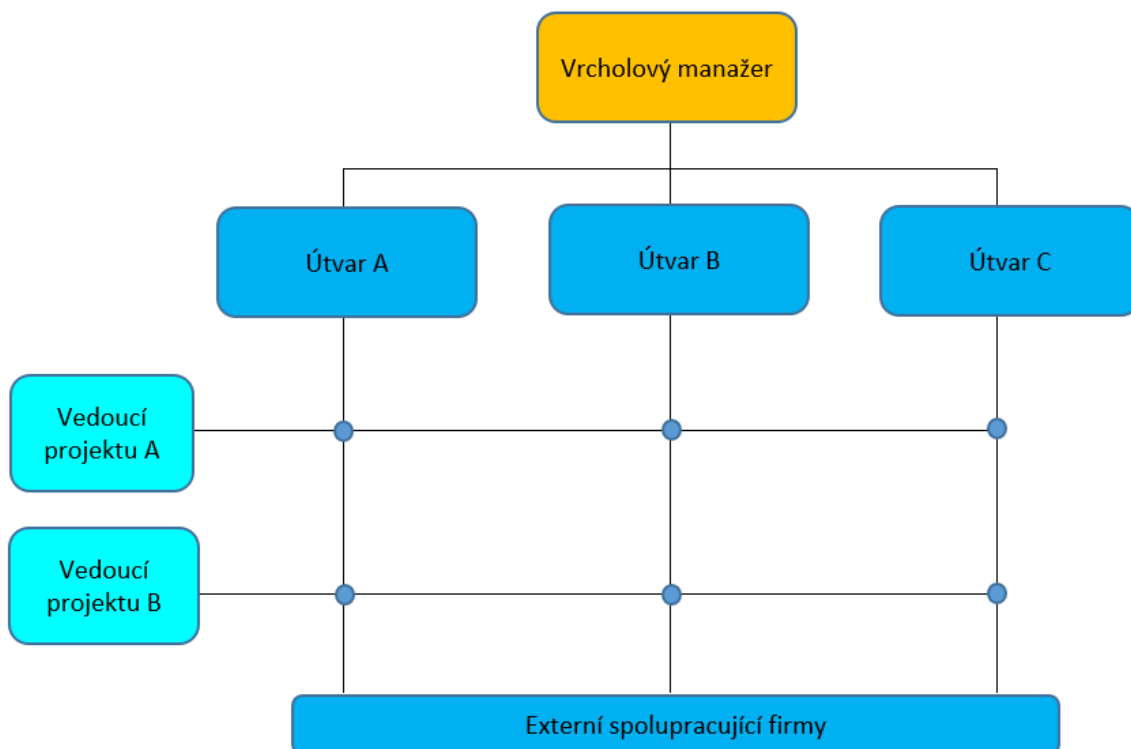 Vrcholový manažer
Útvar A
Útvar B
Útvar C
Vedoucí
projektu A
Vedoucí
projektu B
Externí spolupracující firmy